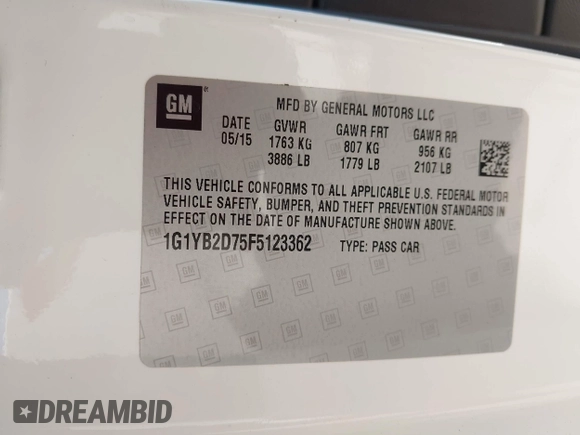 GM
MFD BY GENERAL MOTORS LLC
DATE GVWR GAWR FRT GAWR RR
05/15 1763 KG 807 KG 956 KG
3886 LB 1779 LB 2107 LB
THIS VEHICLE CONFORMS TO ALL APPLICABLE U.S. FEDERAL MOTOR
VEHICLE SAFETY, BUMPER, AND THEFT PREVENTION STANDARDS IN
EFFECT ON THE DATE OF MANUFACTURE SHOWN ABOVE.
1G1YB2D75F5123362 TYPE: PASS CAR
DREAMBID